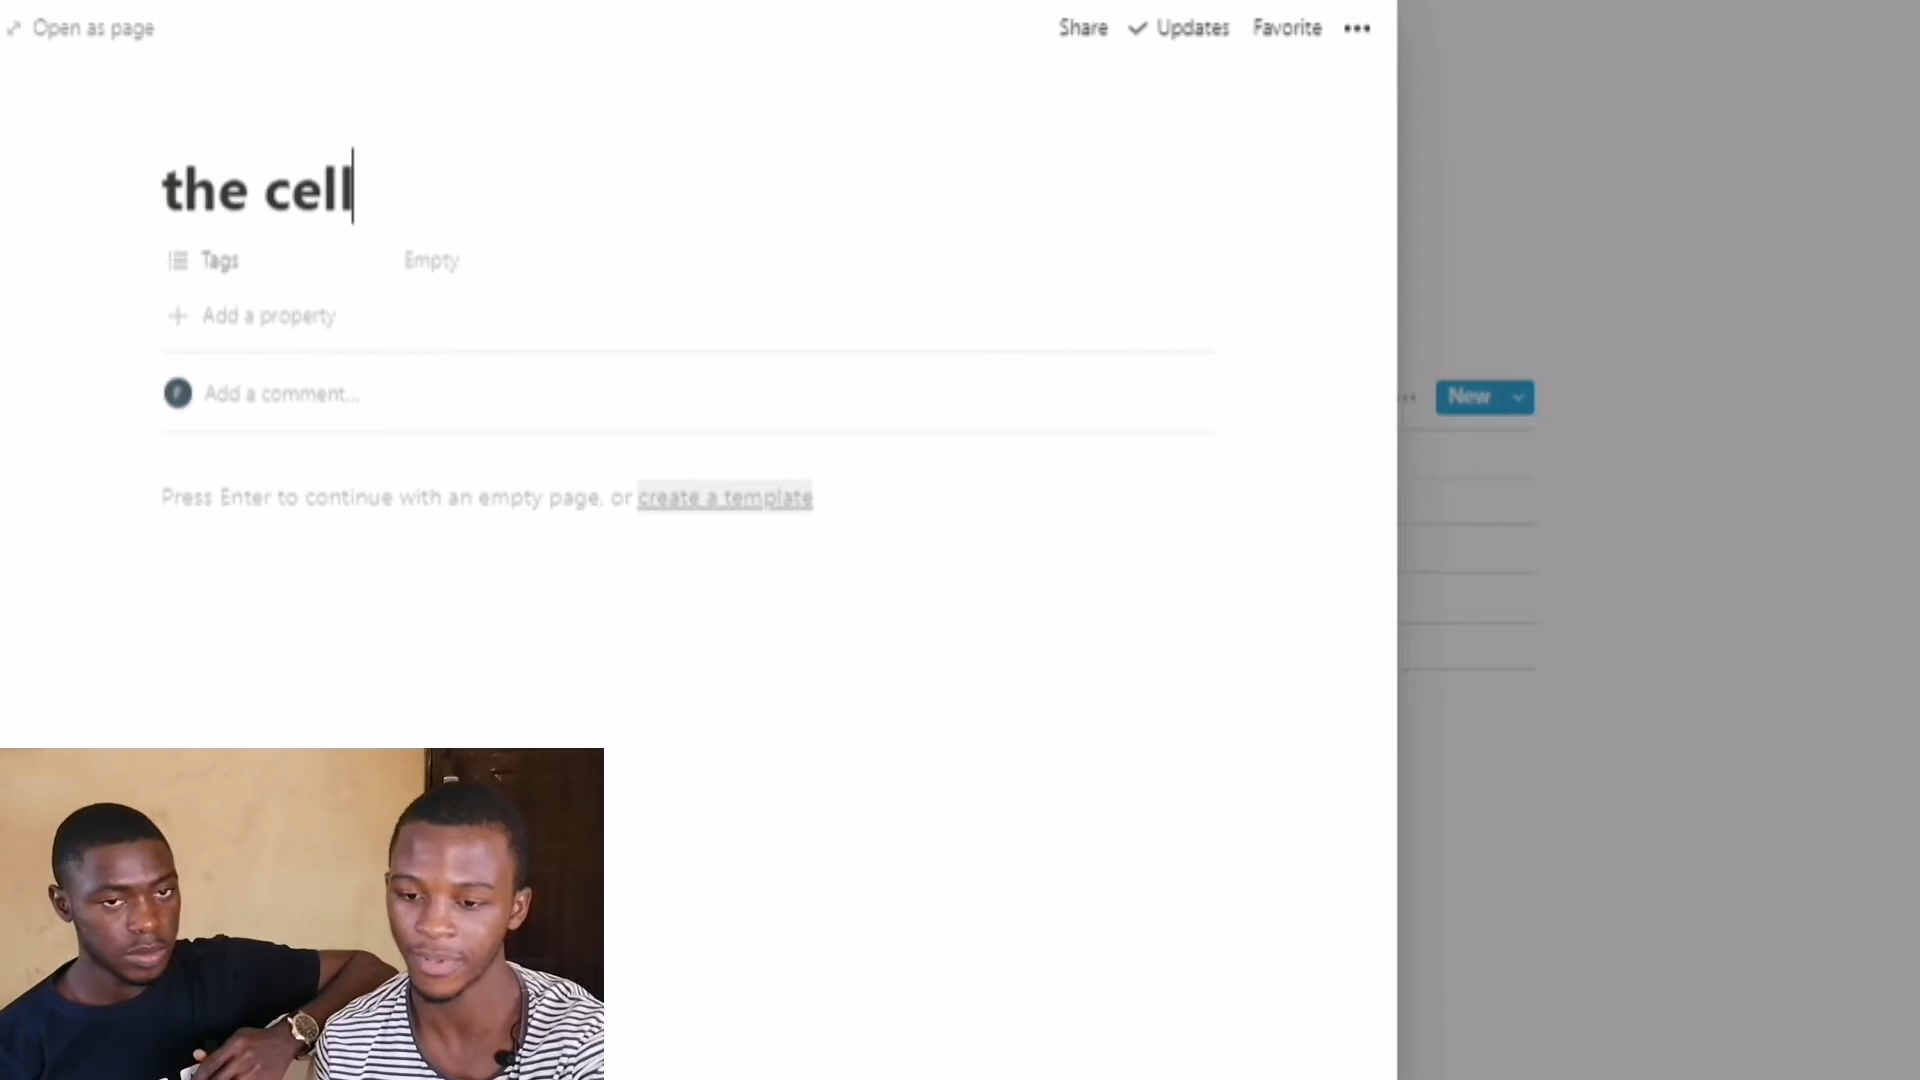 Open as page
Share Updates Favorite
the cell
Tags Empty
Add a property
New
Add a comment...
Press Enter to continue with an empty page, or create a template